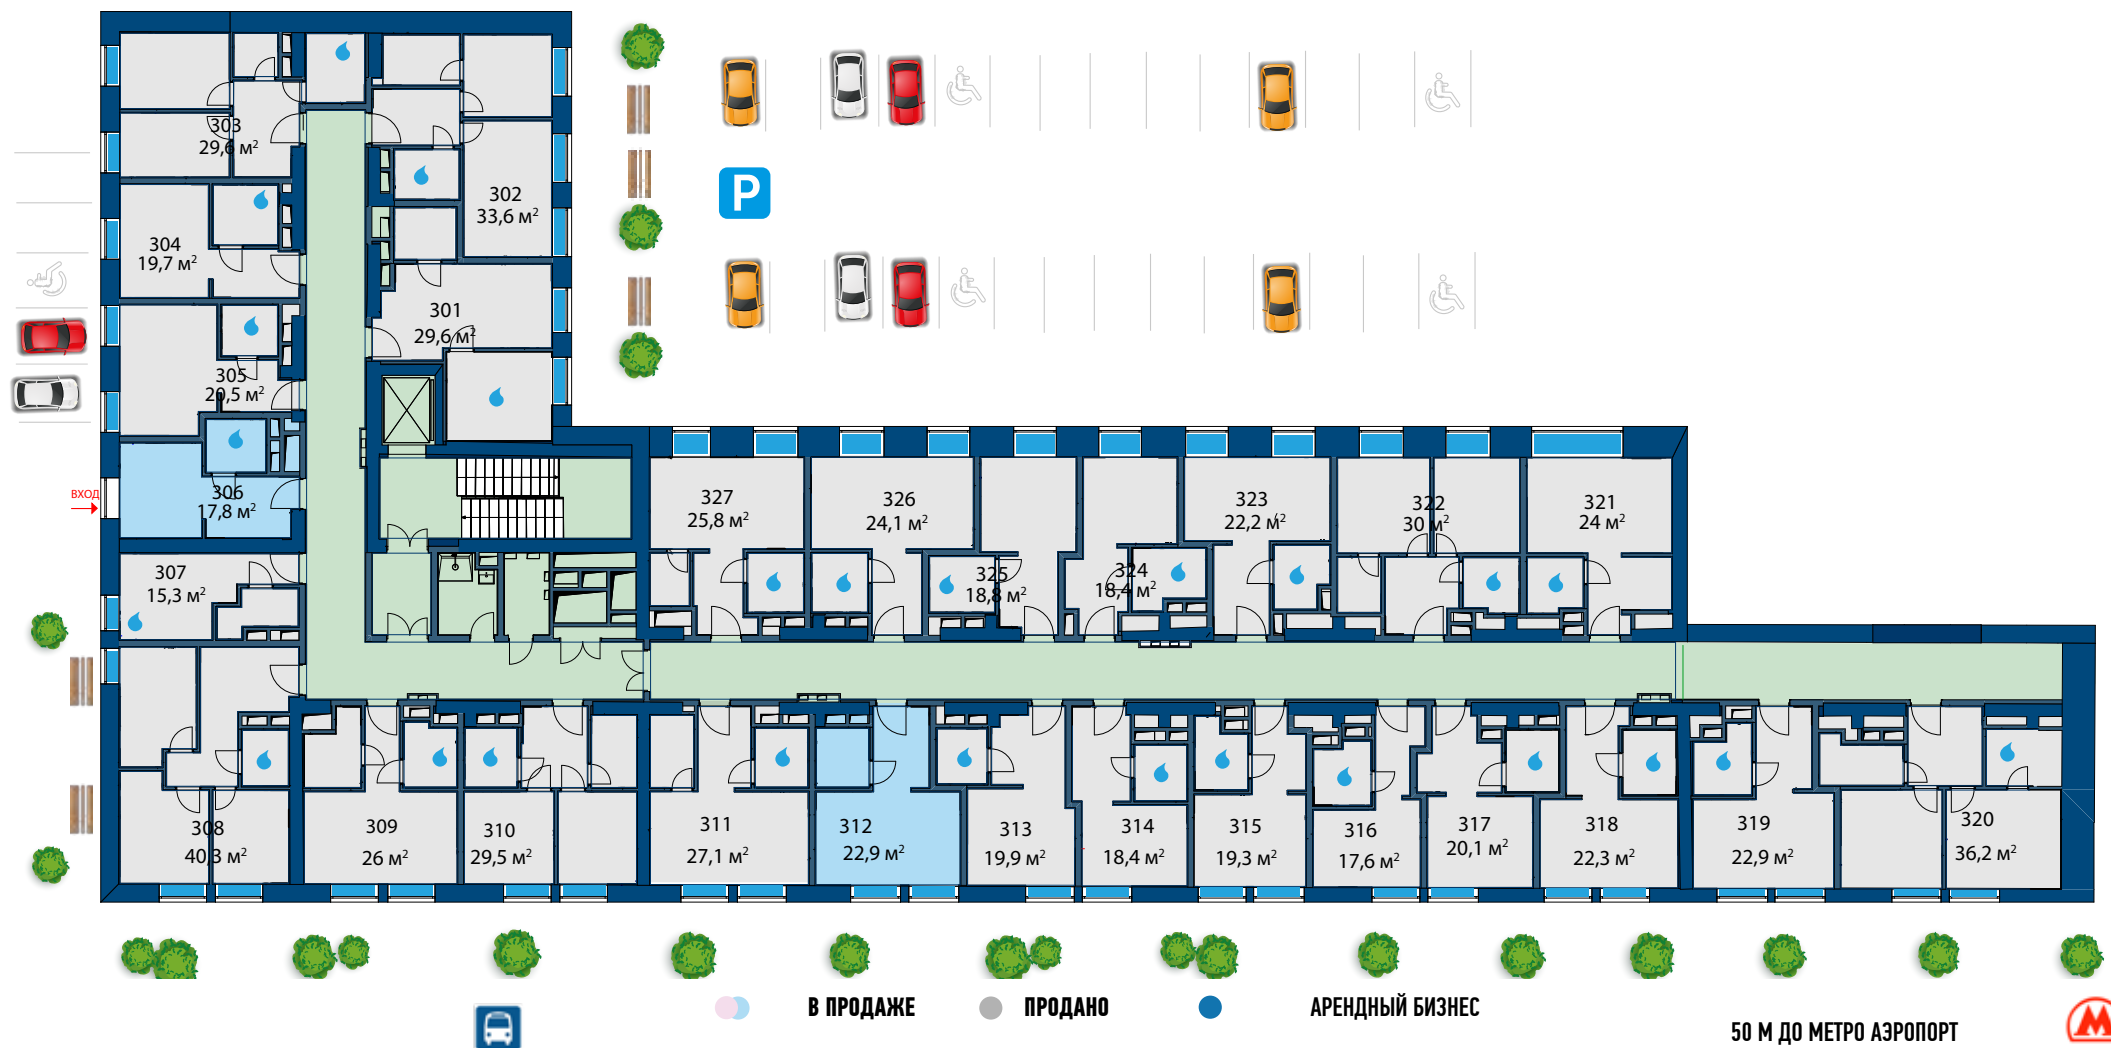 303
29,6 м²
302
33,6 м²
P
304
19,7 м²
301
29,6 м²
305
20,5 м²
ВХОД
306
17,8 м²
327
25,8 м²
326
24,1 м²
323
22,2 м²
322
30 м²
321
24 м²
307
15,3 м²
325
18,8 м²
324
18,4 м²
308
40,3 м²
309
26 м²
310
29,5 м²
311
27,1 м²
312
22,9 м²
313
19,9 м²
314
18,4 м²
315
19,3 м²
316
17,6 м²
317
20,1 м²
318
22,3 м²
319
22,9 м²
320
36,2 м²
В ПРОДАЖЕ
ПРОДАНО
АРЕНДНЫЙ БИЗНЕС
50 М ДО МЕТРО АЭРОПОРТ
М